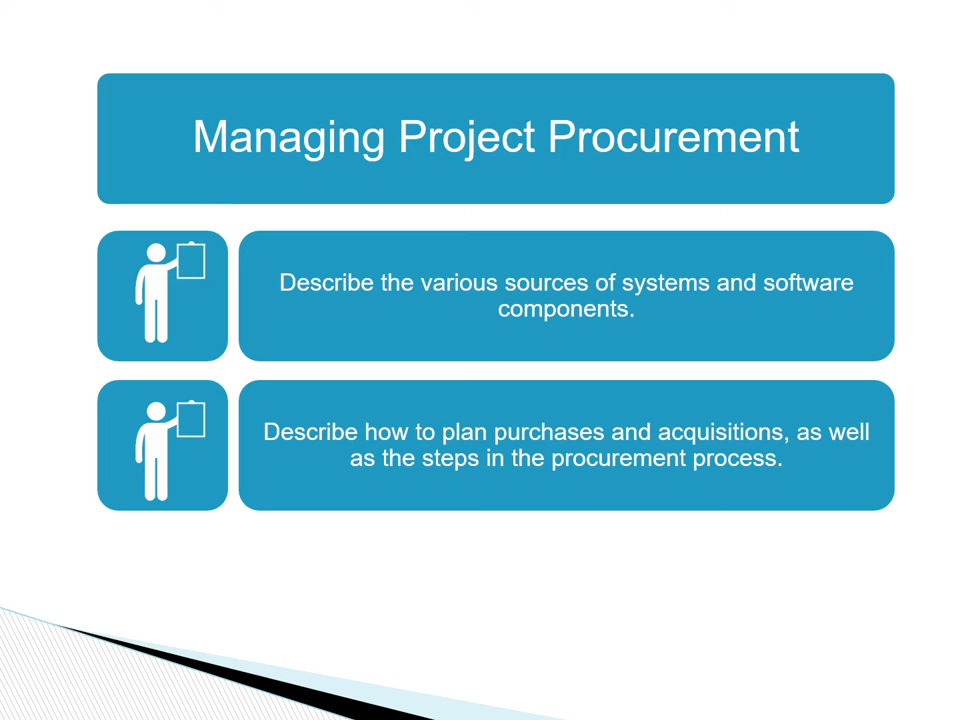 Managing Project Procurement
Describe the various sources of systems and software
components.
Describe how to plan purchases and acquisitions, as well
as the steps in the procurement process.